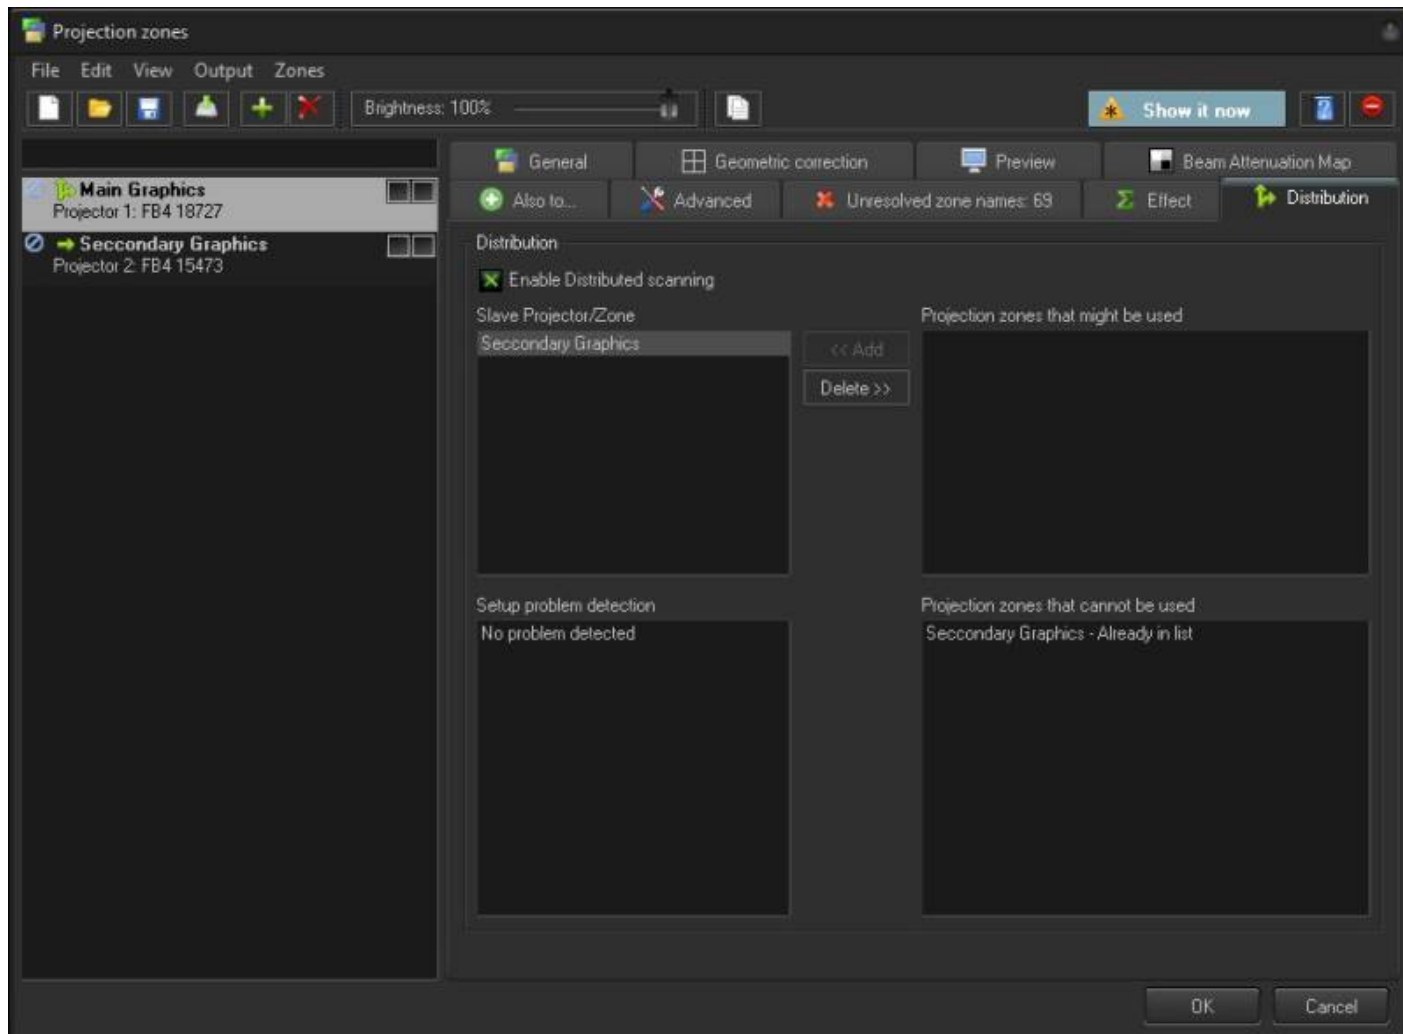 Projection zones
File Edit View Output Zones
Brightness: 100%
Show it now
General Geometric correction Preview Beam Attenuation Map
Also to... Advanced Unresolved zone names: 69 Effect Distribution
Main Graphics
Projector 1: FB4 18727
Seccondary Graphics
Projector 2: FB4 15473
Distribution
Enable Distributed scanning
Slave Projector/Zone
Seccondary Graphics
<< Add
Delete >>
Projection zones that might be used
Setup problem detection
No problem detected
Projection zones that cannot be used
Seccondary Graphics - Already in list
OK Cancel